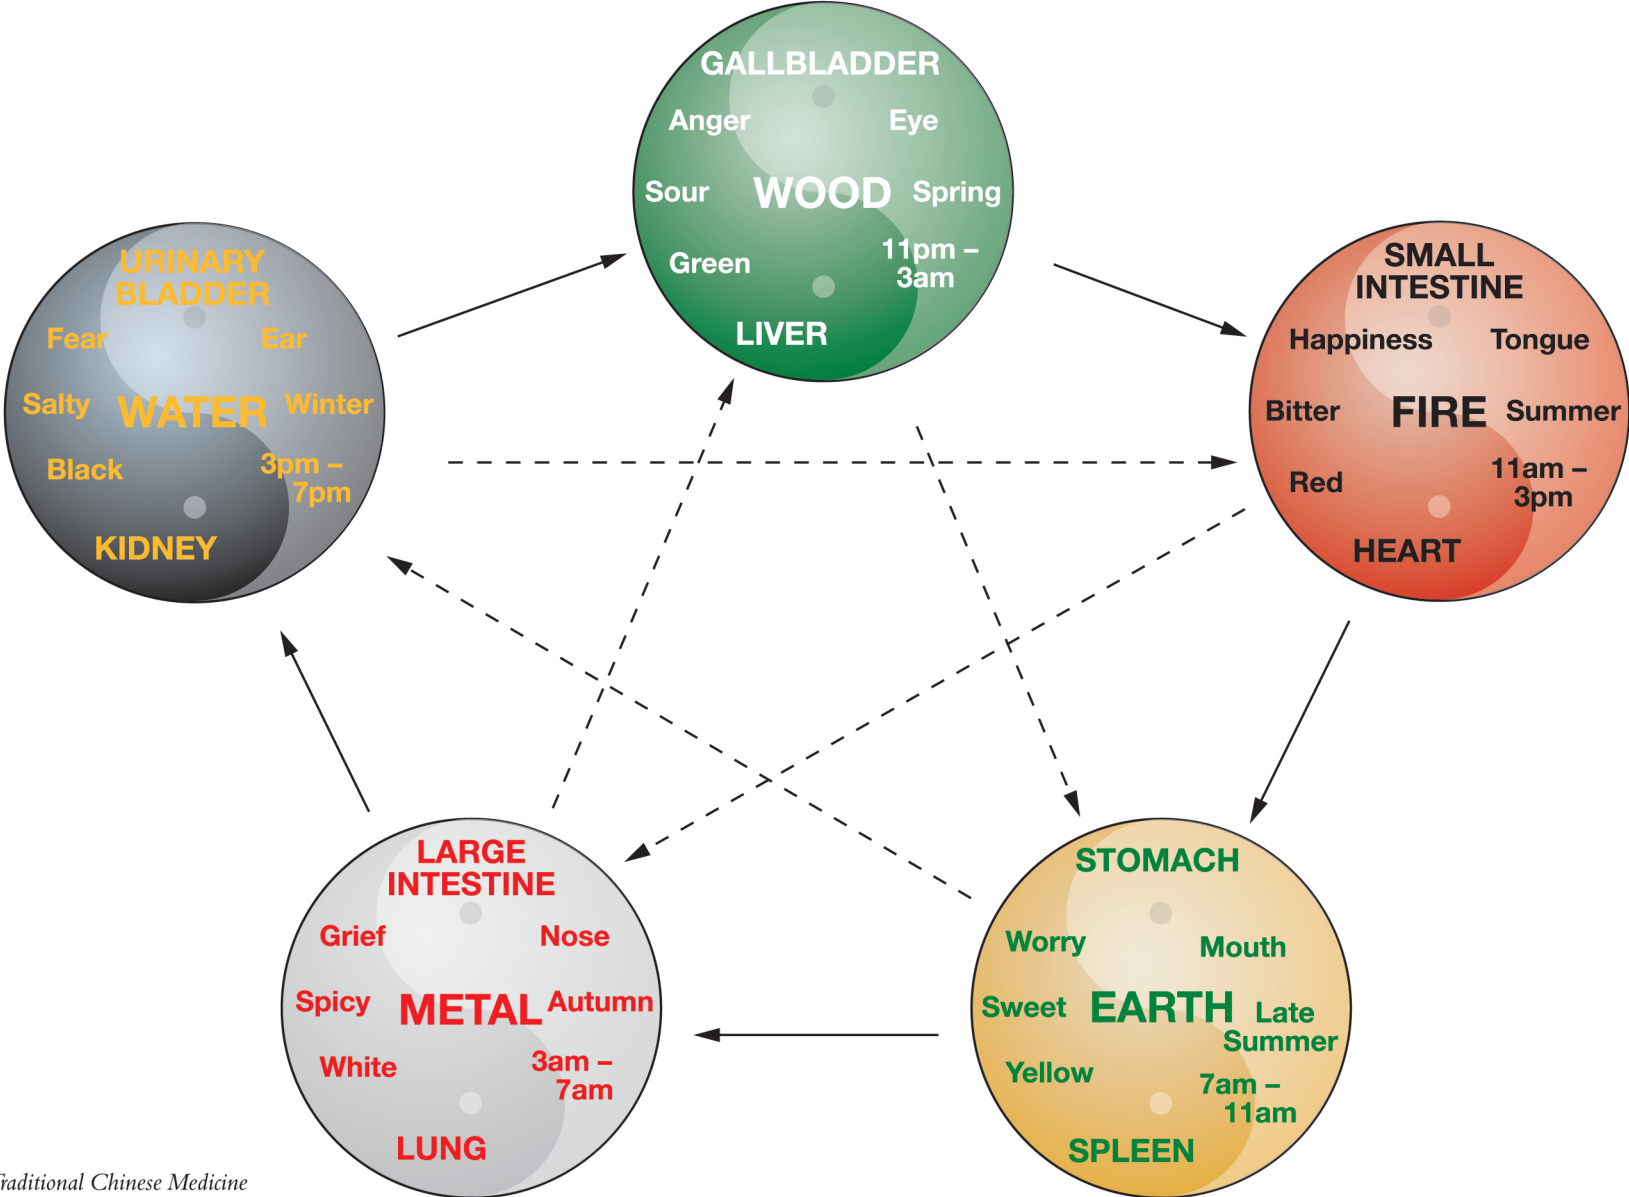 GALLBLADDER
Anger
Eye
Sour
WOOD
Spring
Green
11pm –
3am
LIVER
URINARY
BLADDER
Fear
Ear
Salty
WATER
Winter
Black
3pm –
7pm
KIDNEY
SMALL
INTESTINE
Happiness
Tongue
Bitter
FIRE
Summer
Red
11am –
3pm
HEART
LARGE
INTESTINE
Grief
Nose
Spicy
METAL
Autumn
White
3am –
7am
LUNG
STOMACH
Worry
Mouth
Sweet
EARTH
Late
Summer
Yellow
7am –
11am
SPLEEN
raditional Chinese Medicine